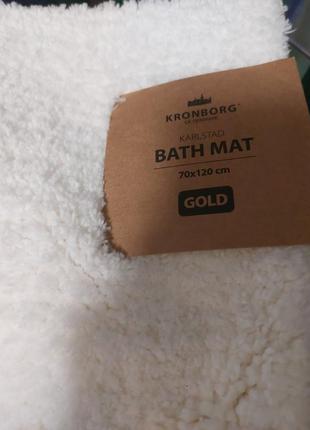 KRONBORG
KARLSTAD
BATH MAT
70x120 cm
GOLD